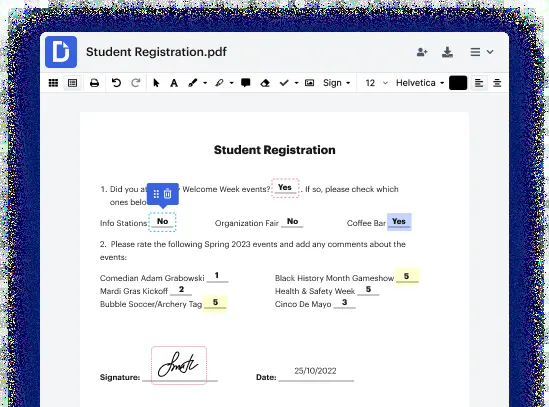 Student Registration.pdf
Sign 12 Helvetica
Student Registration
1. Did you at Welcome Week events? Yes . If so, please check which
ones belo
Info Stations No Organization Fair No Coffee Bar Yes
2. Please rate the following Spring 2023 events and add any comments about the
events:
Comedian Adam Grabowski 1 Black History Month Gameshow 5
Mardi Gras Kickoff 2 Health & Safety Week 5
Bubble Soccer/Archery Tag 5 Cinco De Mayo 3
Signature: Date: 25/10/2022